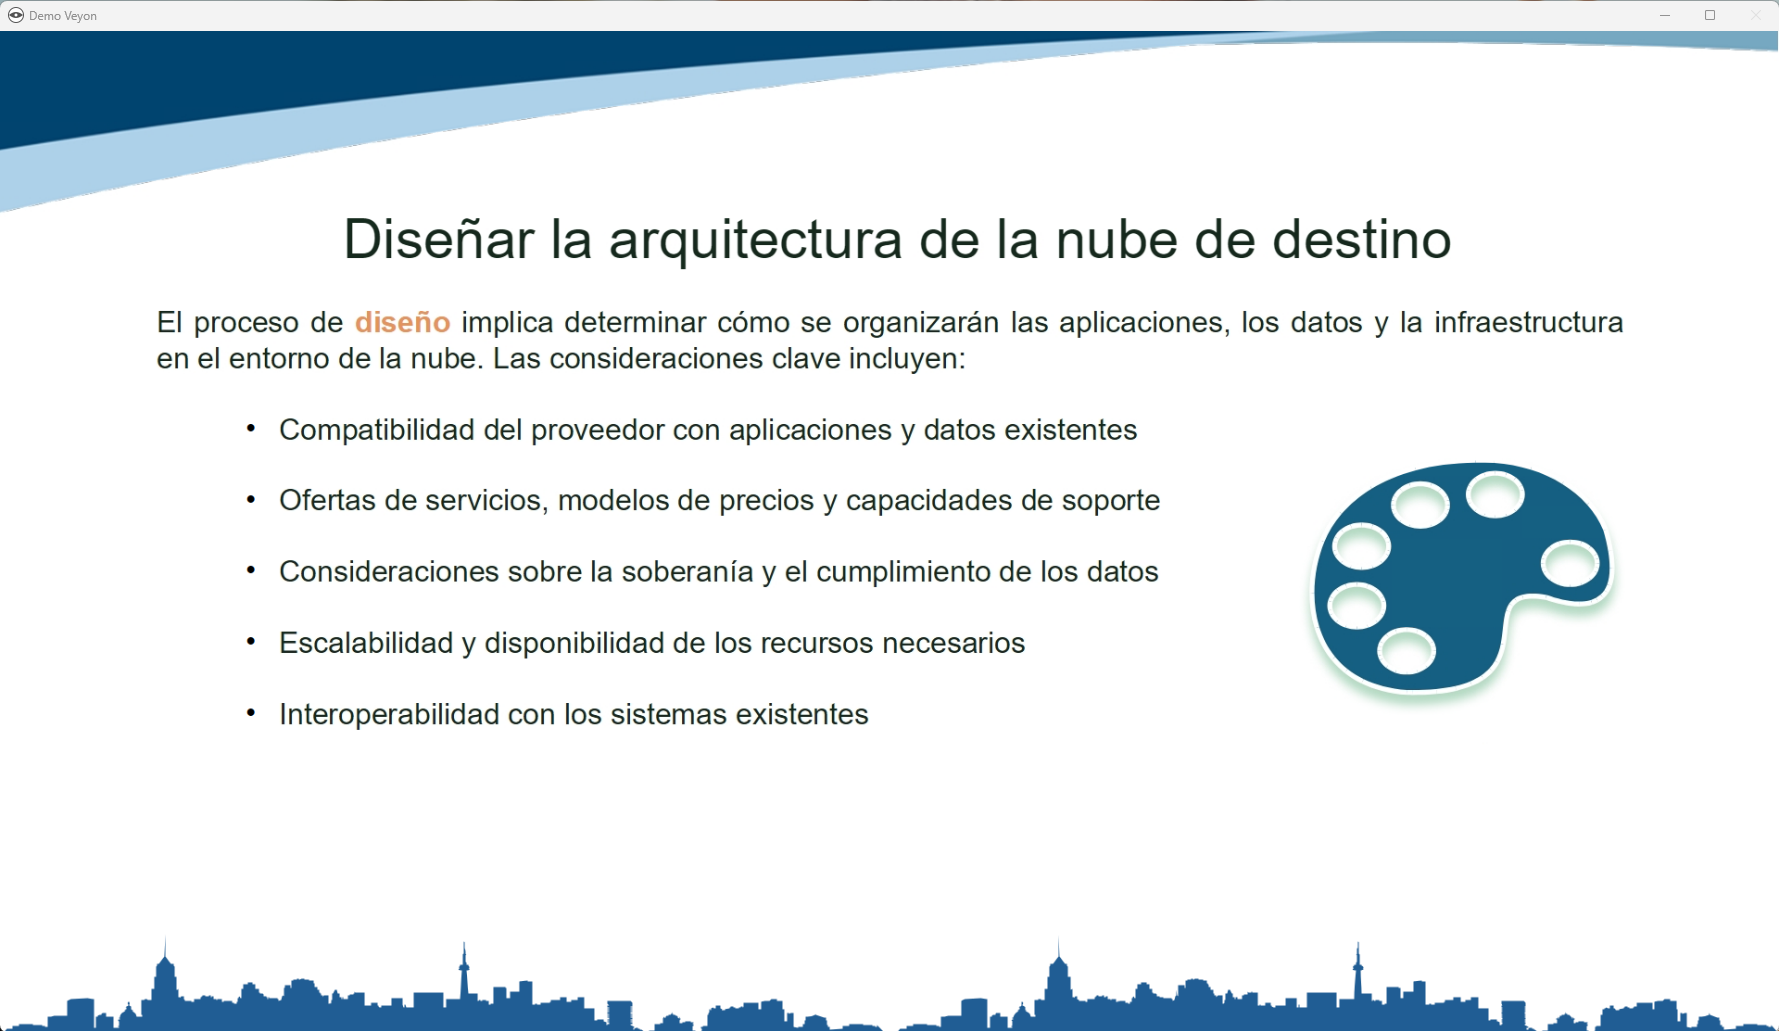 Demo Veyon
Diseñar la arquitectura de la nube de destino
El proceso de diseño implica determinar cómo se organizarán las aplicaciones, los datos y la infraestructura
en el entorno de la nube. Las consideraciones clave incluyen:
• Compatibilidad del proveedor con aplicaciones y datos existentes
• Ofertas de servicios, modelos de precios y capacidades de soporte
• Consideraciones sobre la soberanía y el cumplimiento de los datos
• Escalabilidad y disponibilidad de los recursos necesarios
• Interoperabilidad con los sistemas existentes